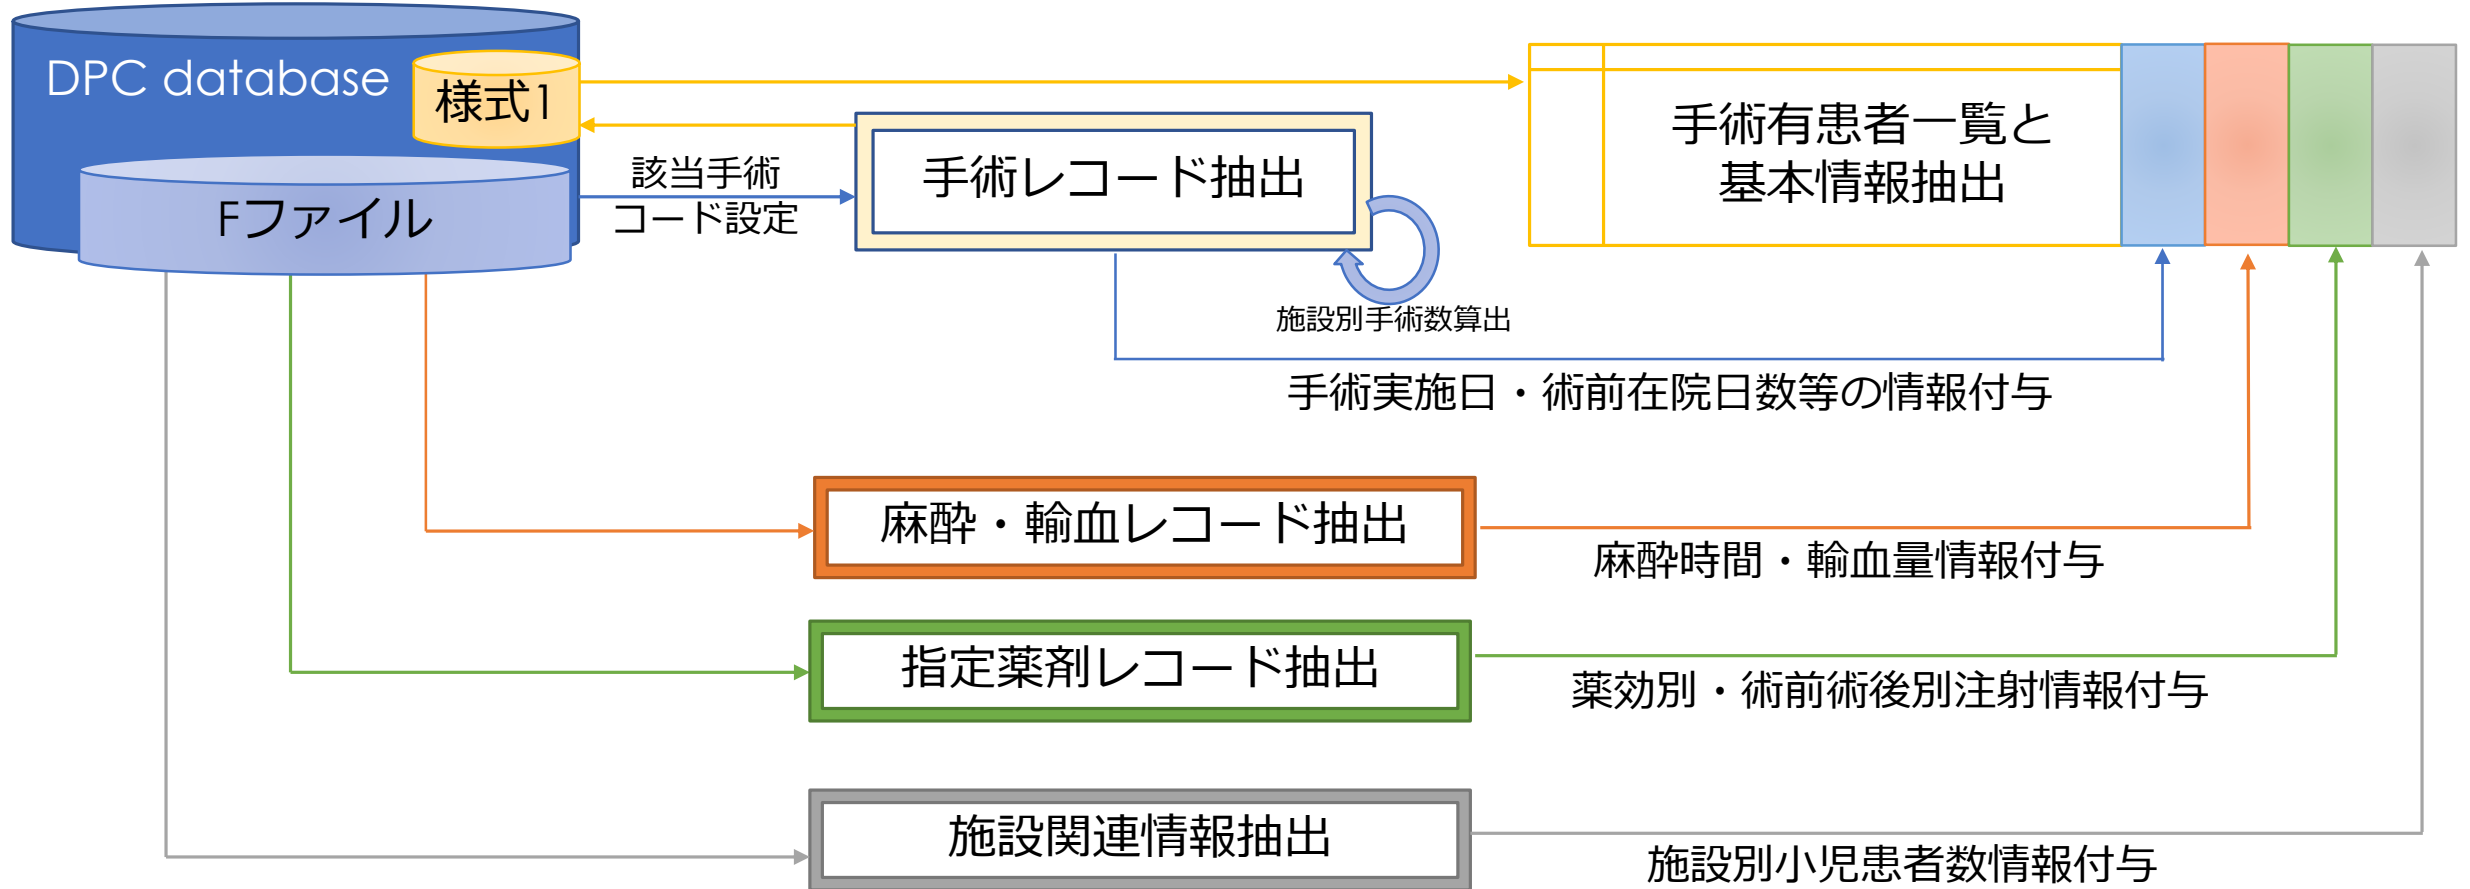 DPC database
様式1
Fファイル
該当手術
コード設定
手術レコード抽出
施設別手術数算出
手術有患者一覧と
基本情報抽出
手術実施日・術前在院日数等の情報付与
麻酔・輸血レコード抽出
麻酔時間・輸血量情報付与
指定薬剤レコード抽出
薬効別・術前術後別注射情報付与
施設関連情報抽出
施設別小児患者数情報付与